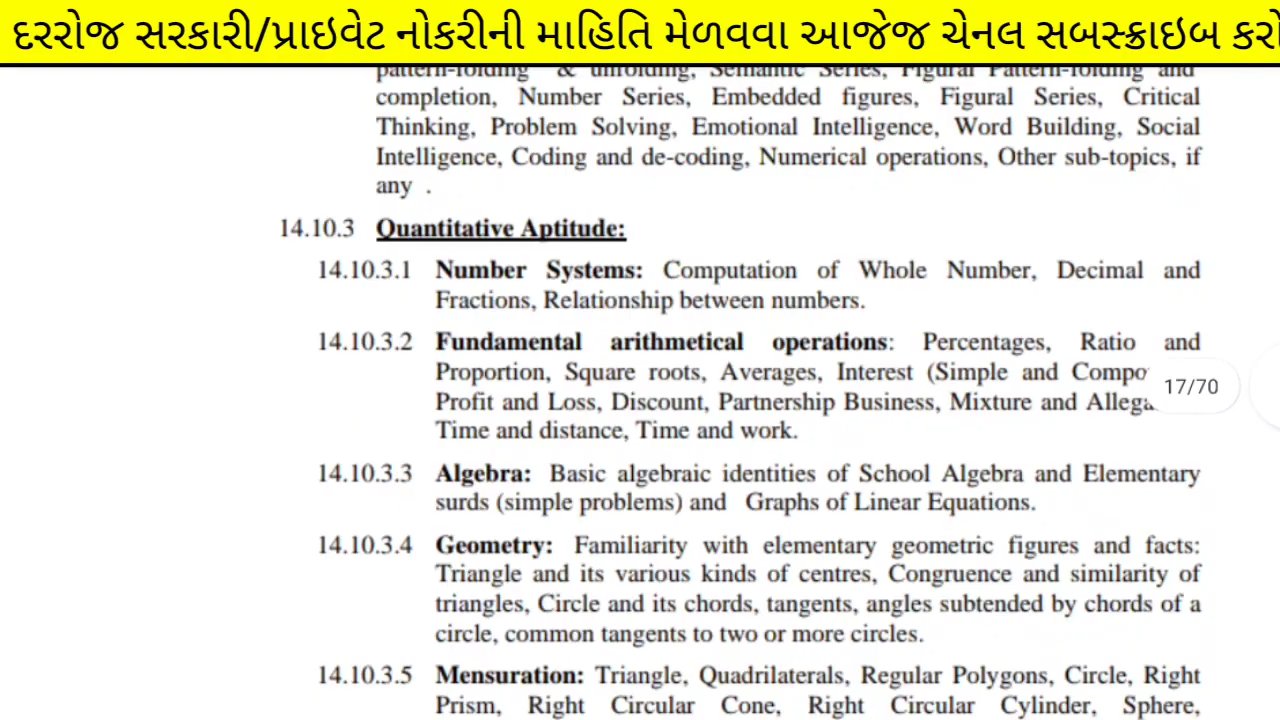 દરરોજ સરકારી/પ્રાઇવેટ નોકરીની માહિતિ મેળવવા આજેજ ચેનલ સબસ્ક્રાઇબ કરો
pattern-folding & unfolding, Semantic Series, Figural Pattern-folding and
completion, Number Series, Embedded figures, Figural Series, Critical
Thinking, Problem Solving, Emotional Intelligence, Word Building, Social
Intelligence, Coding and de-coding, Numerical operations, Other sub-topics, if
any .
14.10.3 Quantitative Aptitude:
14.10.3.1 Number Systems: Computation of Whole Number, Decimal and
Fractions, Relationship between numbers.
14.10.3.2 Fundamental arithmetical operations: Percentages, Ratio and
Proportion, Square roots, Averages, Interest (Simple and Compo
17/70
Profit and Loss, Discount, Partnership Business, Mixture and Allega
Time and distance, Time and work.
14.10.3.3 Algebra: Basic algebraic identities of School Algebra and Elementary
surds (simple problems) and Graphs of Linear Equations.
14.10.3.4 Geometry: Familiarity with elementary geometric figures and facts:
Triangle and its various kinds of centres, Congruence and similarity of
triangles, Circle and its chords, tangents, angles subtended by chords of a
circle, common tangents to two or more circles.
14.10.3.5 Mensuration: Triangle, Quadrilaterals, Regular Polygons, Circle, Right
Prism, Right Circular Cone, Right Circular Cylinder, Sphere,